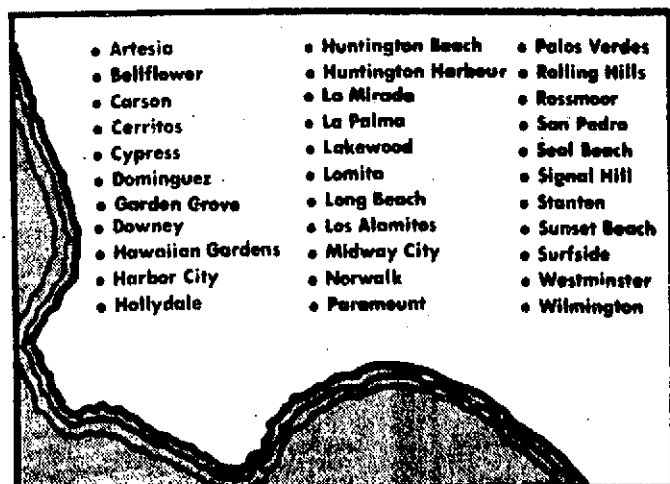 • Artesia
• Bellflower
• Carson
• Cerritos
• Cypress
• Dominguez
• Garden Grove
• Downey
• Hawaiian Gardens
• Harbor City
• Hollydale
• Huntington Beach
• Huntington Harbour
• La Mirada
• La Palma
• Lakewood
• Lomita
• Long Beach
• Los Alamitos
• Midway City
• Norwalk
• Paramount
• Palos Verdes
• Rolling Hills
• Rossmoor
• San Pedro
• Seal Beach
• Signal Hill
• Stanton
• Sunset Beach
• Surfside
• Westminster
• Wilmington